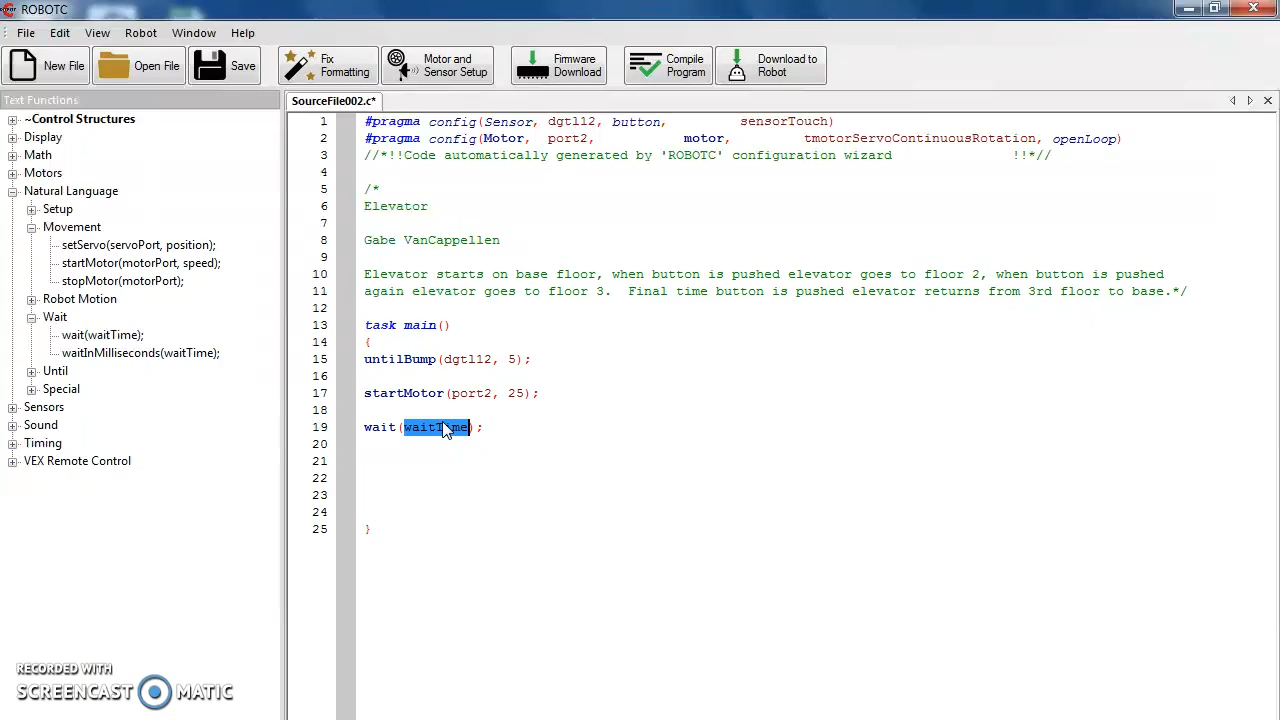 ROBOTC
File Edit View Robot Window Help
New File Open File Save Fix Formatting Motor and Sensor Setup Firmware Download Compile Program Download to Robot
Text Functions
~Control Structures
Display
Math
Motors
Natural Language
Setup
Movement
setServo(servoPort, position);
startMotor(motorPort, speed);
stopMotor(motorPort);
Robot Motion
Wait
wait(waitTime);
waitInMilliseconds(waitTime);
Until
Special
Sensors
Sound
Timing
VEX Remote Control
SourceFile002.c*
1 #pragma config(Sensor, dgtl12, button, sensorTouch)
2 #pragma config(Motor, port2, motor, tmotorServoContinuousRotation, openLoop)
3 //*!!Code automatically generated by 'ROBOTC' configuration wizard !!*//
4
5 /*
6 Elevator
7
8 Gabe VanCappellen
9
10 Elevator starts on base floor, when button is pushed elevator goes to floor 2, when button is pushed
11 again elevator goes to floor 3. Final time button is pushed elevator returns from 3rd floor to base.*/
12
13 task main()
14 {
15 untilBump(dgtl12, 5);
16
17 startMotor(port2, 25);
18
19 wait(waitTime);
20
21
22
23
24
25 }
RECORDED WITH
SCREENCAST MATIC